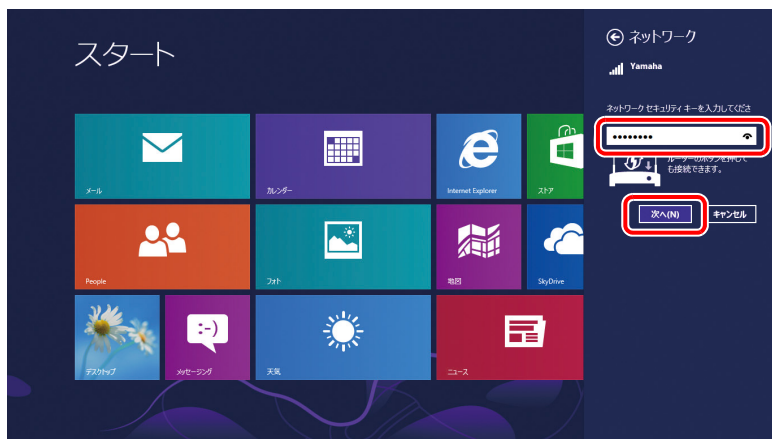 スタート
メール
カレンダー
Internet Explorer
ストア
People
フォト
地図
SkyDrive
デスクトップ
:-)
メッセージング
天気
ニュース
ネットワーク
Yamaha
ネットワーク セキュリティ キーを入力してくださ
••••••••
ルーターのボタンを押して
も接続できます。
次へ(N)
キャンセル